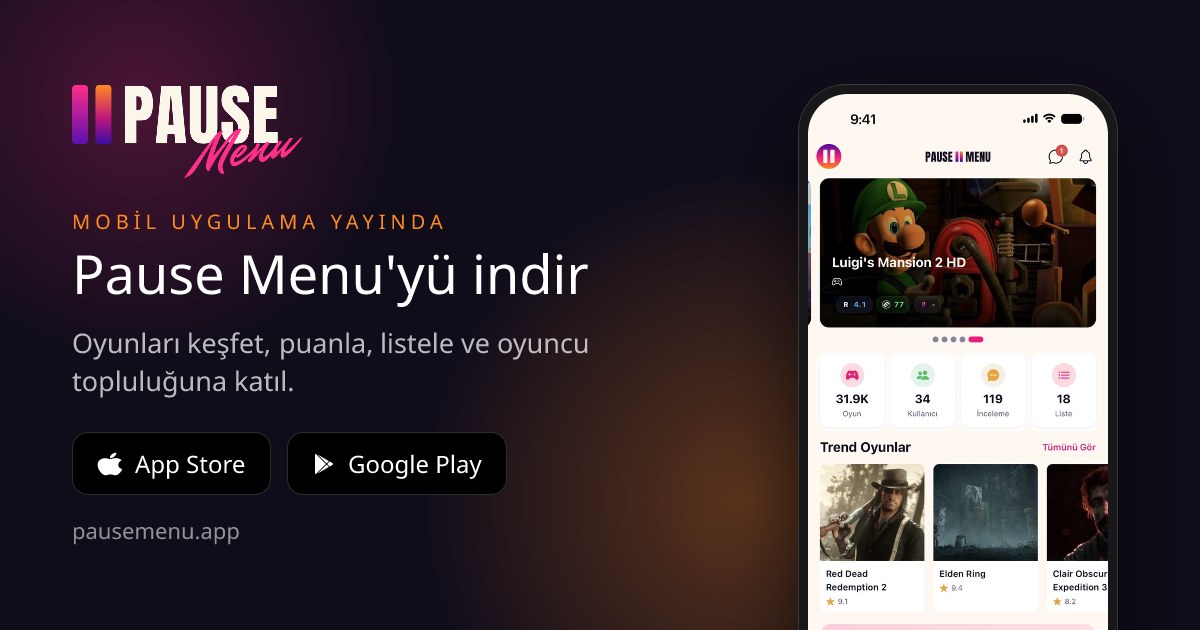 PAUSE
Menu
MOBİL UYGULAMA YAYINDA
Pause Menu'yü indir
Oyunları keşfet, puanla, listele ve oyuncu
topluluğuna katıl.
App Store
Google Play
pausemenu.app
9:41
PAUSE MENU
1
L
Luigi's Mansion 2 HD
R 4.1
77
-
31.9K
Oyun
34
Kullanıcı
119
İnceleme
18
Liste
Trend Oyunlar
Tümünü Gör
Red Dead
Redemption 2
9.1
Elden Ring
9.4
Clair Obscur
Expedition 3
8.2